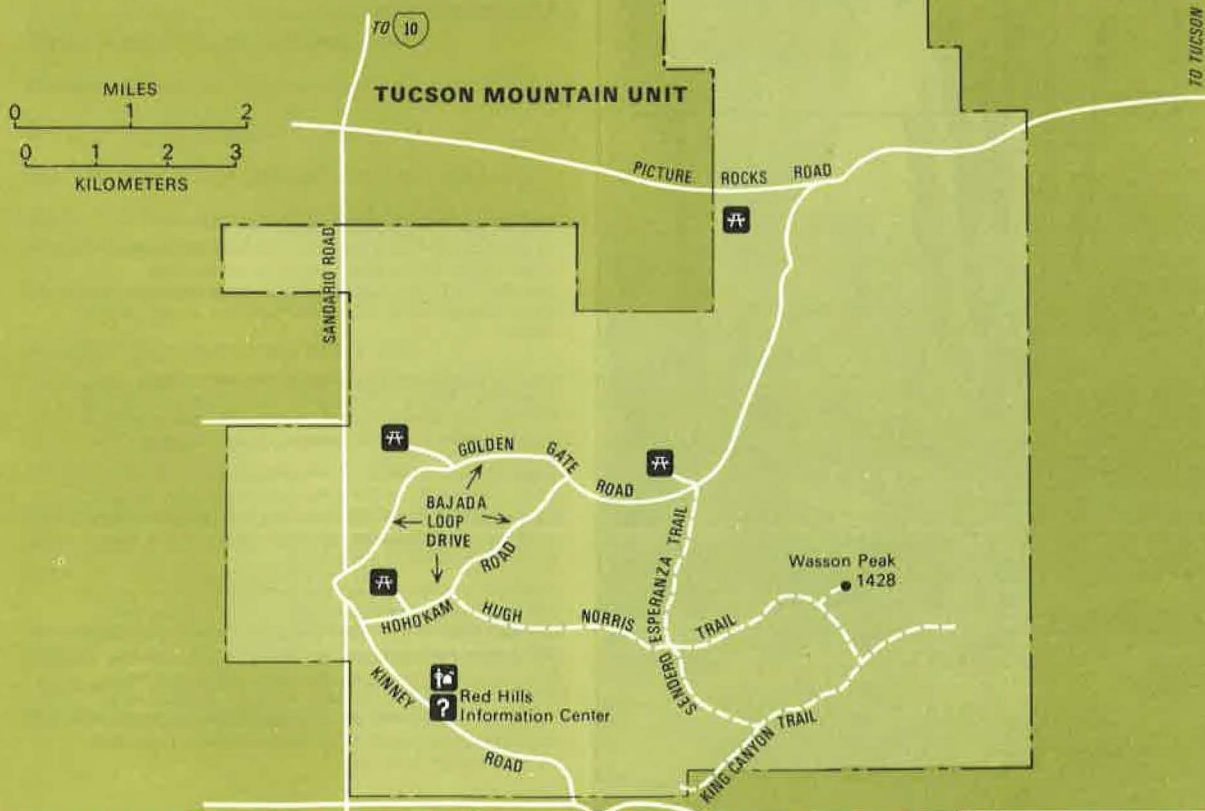 TO 10
TO TUCSON
MILES
0 1 2
0 1 2 3
KILOMETERS
TUCSON MOUNTAIN UNIT
PICTURE ROCKS ROAD
SANDARIO ROAD
GOLDEN GATE ROAD
BAJADA
LOOP
DRIVE
HOHO'KAM ROAD
HUGH NORRIS TRAIL
SENDERO ESPERANZA TRAIL
Wasson Peak
1428
KINNEY ROAD
?
Red Hills
Information Center
KING CANYON TRAIL